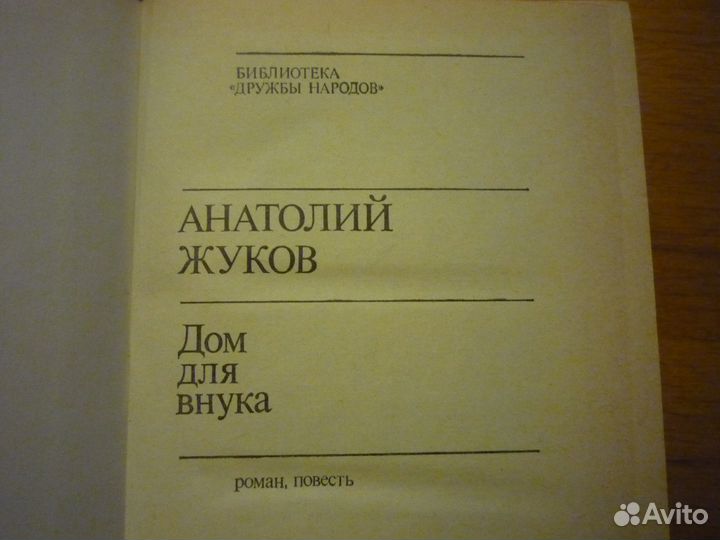 БИБЛИОТЕКА
«ДРУЖБЫ НАРОДОВ»
АНАТОЛИЙ
ЖУКОВ
Дом
для
внука
роман, повесть
Avito